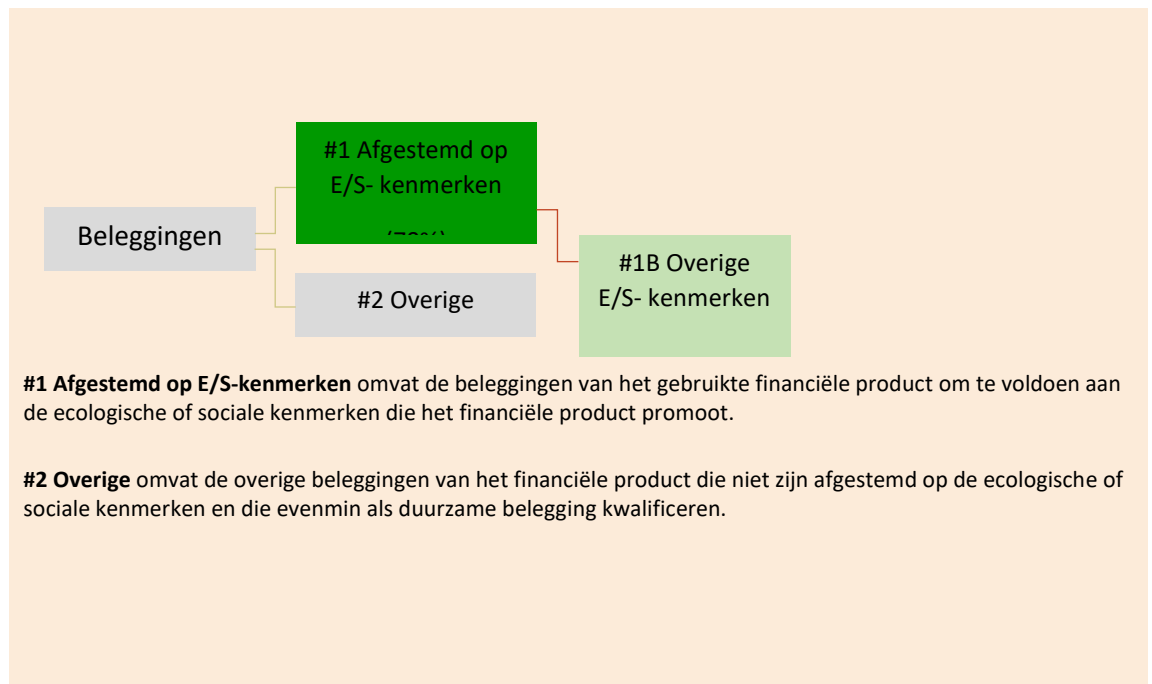 #1 Afgestemd op
E/S- kenmerken
Beleggingen
#2 Overige
#1B Overige
E/S- kenmerken
#1 Afgestemd op E/S-kenmerken omvat de beleggingen van het gebruikte financiële product om te voldoen aan
de ecologische of sociale kenmerken die het financiële product promoot.
#2 Overige omvat de overige beleggingen van het financiële product die niet zijn afgestemd op de ecologische of
sociale kenmerken en die evenmin als duurzame belegging kwalificeren.